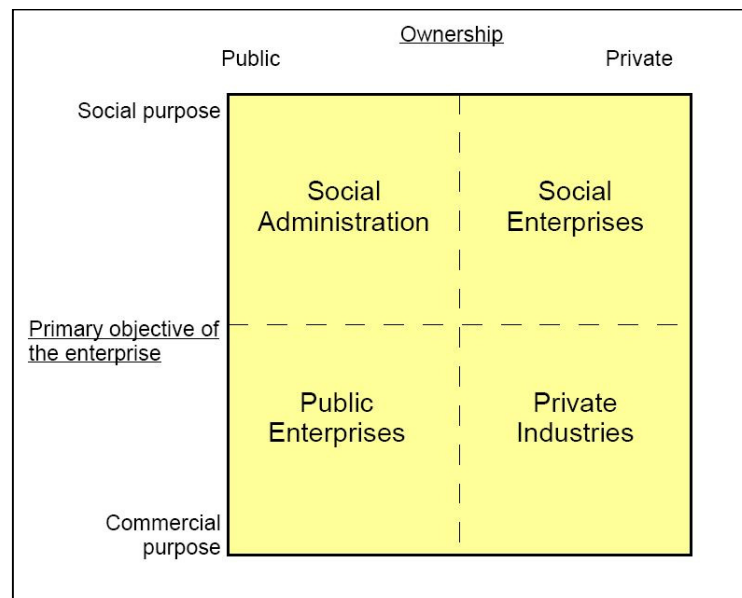 Ownership
Public
Private
Social purpose
Social
Administration
Social
Enterprises
Primary objective of
the enterprise
Public
Enterprises
Private
Industries
Commercial
purpose